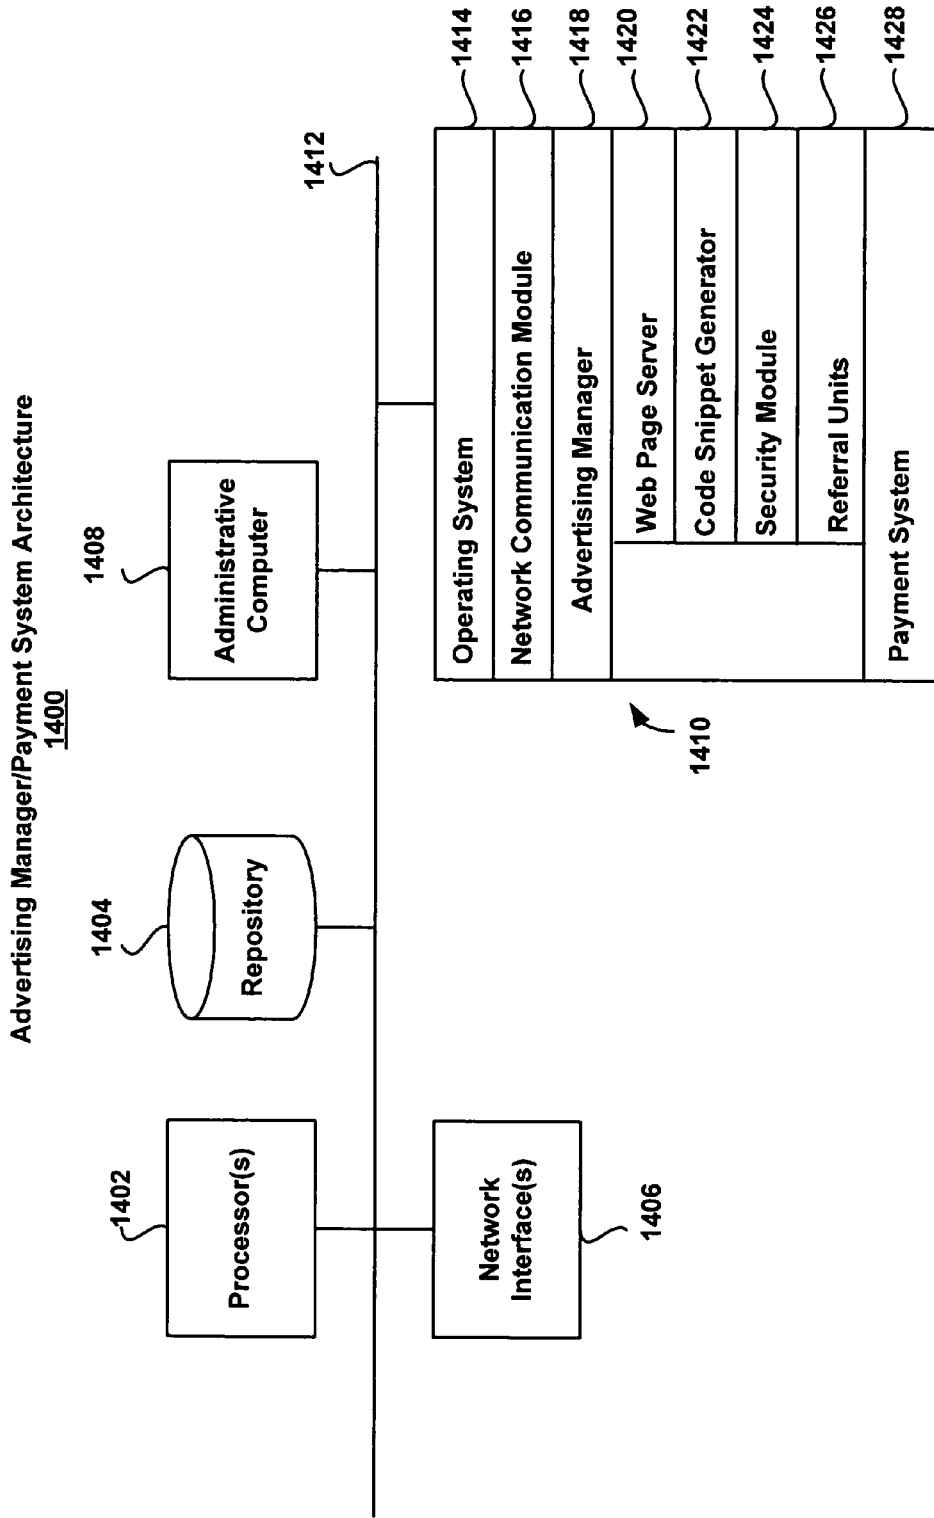 Advertising Manager/Payment System Architecture
1400
1402
Processor(s)
1404
Repository
1408
Administrative
Computer
1412
Network
Interface(s)
1406
1410
Operating System
1414
Network Communication Module
1416
Advertising Manager
1418
Web Page Server
1420
Code Snippet Generator
1422
Security Module
1424
Referral Units
1426
Payment System
1428